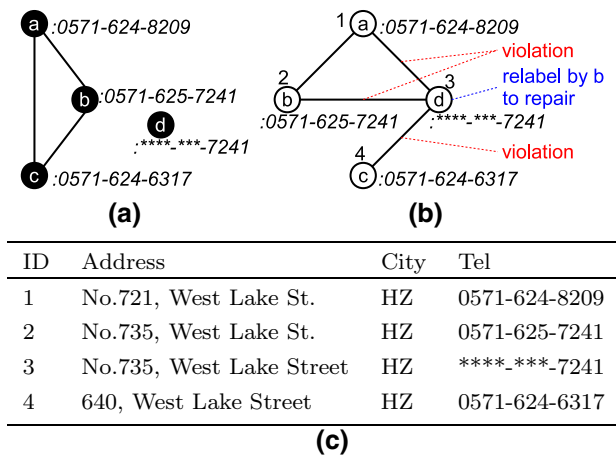 a :0571-624-8209
b :0571-625-7241
d
:****-***-7241
c :0571-624-6317
(a)
1 a :0571-624-8209
violation
2 3 relabel by b
b d to repair
:0571-625-7241 :****-***-7241
4 violation
c :0571-624-6317
(b)
ID Address City Tel
1 No.721, West Lake St. HZ 0571-624-8209
2 No.735, West Lake St. HZ 0571-625-7241
3 No.735, West Lake Street HZ ****-***-7241
4 640, West Lake Street HZ 0571-624-6317
(c)